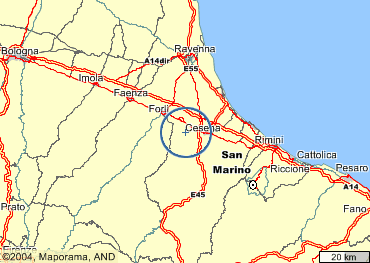 Ravenna
Bologna
A14dir
E55
Imola
Faenza
Forlì
Cesena
Rimini
San
Marino
Cattolica
Riccione
Pesaro
A14
E45
Prato
Fano
Firenze
©2004, Maporama, AND
20 km